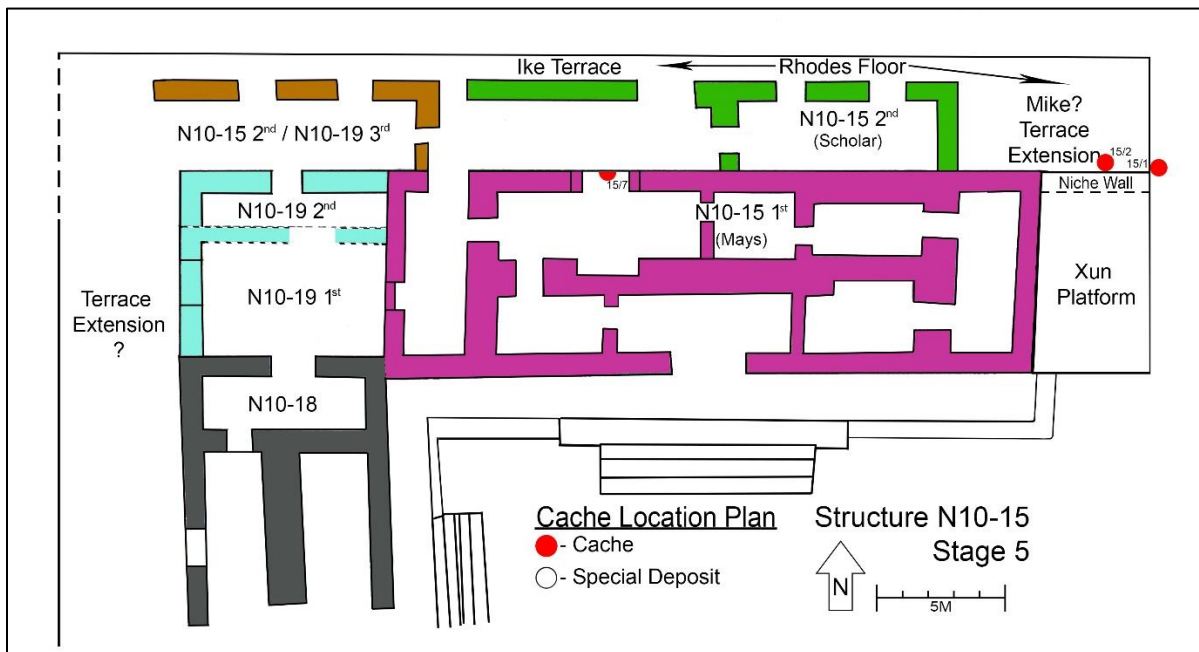 Ike Terrace
Rhodes Floor
N10-15 2nd / N10-19 3rd
N10-15 2nd
(Scholar)
Mike?
Terrace
Extension
15/2
15/1
Niche Wall
15/7
N10-19 2nd
N10-15 1st
(Mays)
N10-19 1st
Terrace
Extension
?
Xun
Platform
N10-18
Cache Location Plan
- Cache
- Special Deposit
Structure N10-15
Stage 5
N
5M